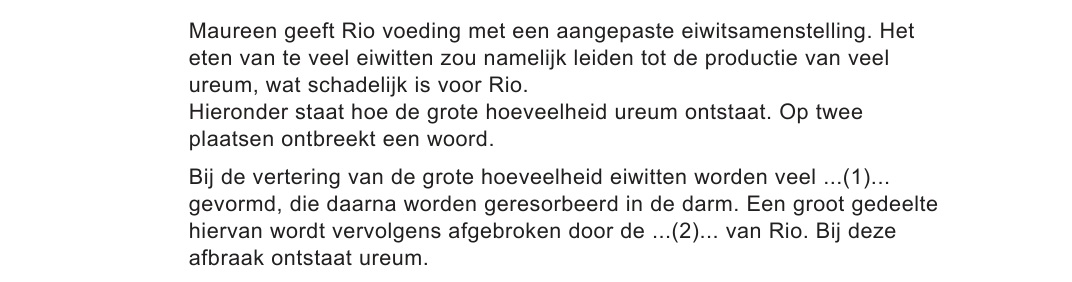 Maureen geeft Rio voeding met een aangepaste eiwitsamenstelling. Het
eten van te veel eiwitten zou namelijk leiden tot de productie van veel
ureum, wat schadelijk is voor Rio.
Hieronder staat hoe de grote hoeveelheid ureum ontstaat. Op twee
plaatsen ontbreekt een woord.
Bij de vertering van de grote hoeveelheid eiwitten worden veel ...(1)...
gevormd, die daarna worden geresorbeerd in de darm. Een groot gedeelte
hiervan wordt vervolgens afgebroken door de ...(2)... van Rio. Bij deze
afbraak ontstaat ureum.